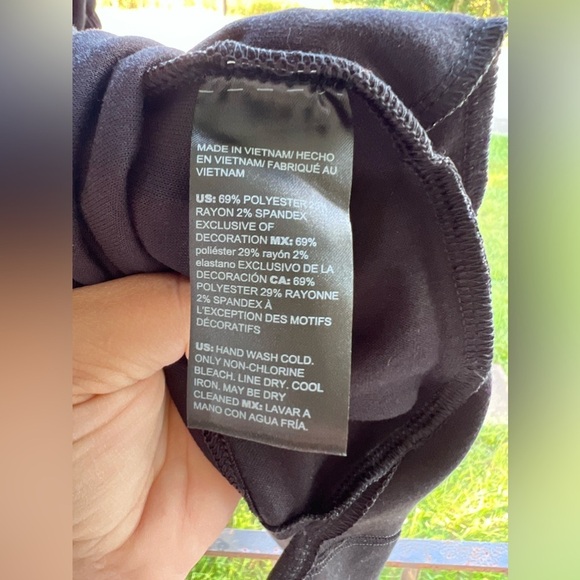 MADE IN VIETNAM/ HECHO
EN VIETNAM/ FABRIQUÉ AU
VIETNAM
US: 69% POLYESTER
RAYON 2% SPANDEX
EXCLUSIVE OF
DECORATION MX: 69%
poliéster 29% rayón 2%
elastano EXCLUSIVO DE LA
DECORACIÓN CA: 69%
POLYESTER 29% RAYONNE
2% SPANDEX À
L'EXCEPTION DES MOTIFS
DÉCORATIFS
US: HAND WASH COLD.
ONLY NON-CHLORINE
BLEACH. LINE DRY. COOL
IRON. MAY BE DRY
CLEANED MX: LAVAR A
MANO CON AGUA FRÍA.